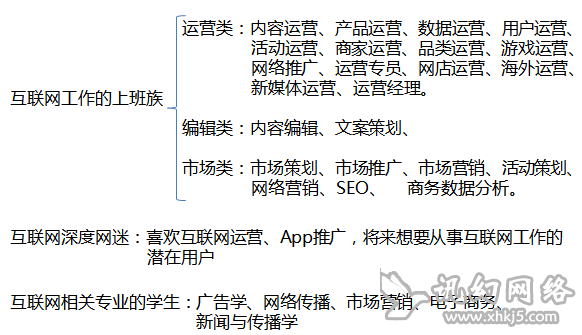 运营类：内容运营、产品运营、数据运营、用户运营、
活动运营、商家运营、品类运营、游戏运营、
网络推广、运营专员、网店运营、海外运营、
新媒体运营、运营经理。
互联网工作的上班族
编辑类：内容编辑、文案策划、
市场类：市场策划、市场推广、市场营销、活动策划、
网络营销、SEO、 商务数据分析。
互联网深度网迷：喜欢互联网运营、App推广，将来想要从事互联网工作的
潜在用户
互联网相关专业的学生：广告学、网络传播、市场营销、电子商务、
新闻与传播学
讯幻网络
www.xhkj5.com